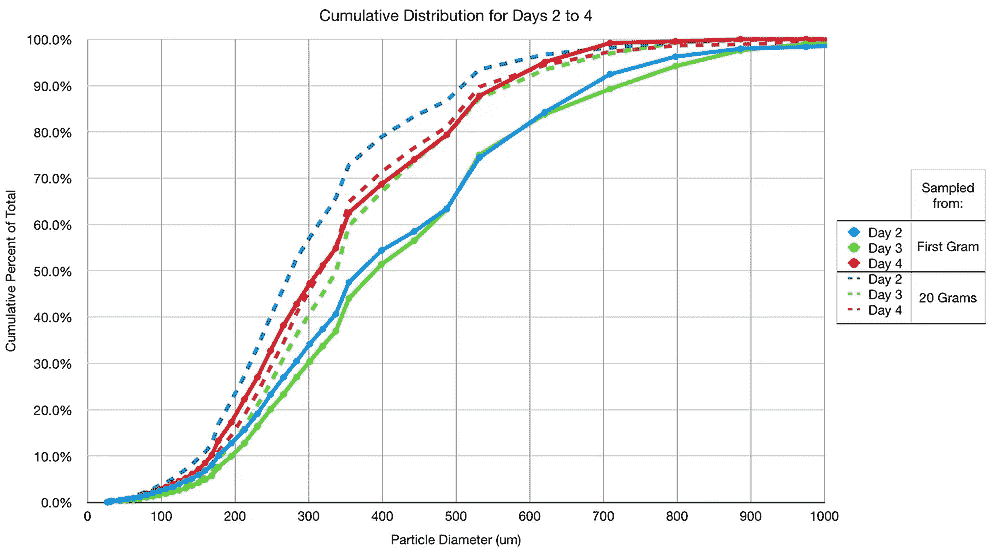 Cumulative Distribution for Days 2 to 4
100.0%
90.0%
80.0%
70.0%
60.0%
50.0%
40.0%
30.0%
20.0%
10.0%
0.0%
Cumulative Percent of Total
0 100 200 300 400 500 600 700 800 900 1000
Particle Diameter (um)
Sampled
from:
Day 2
Day 3
Day 4
First Gram
Day 2
Day 3
Day 4
20 Grams